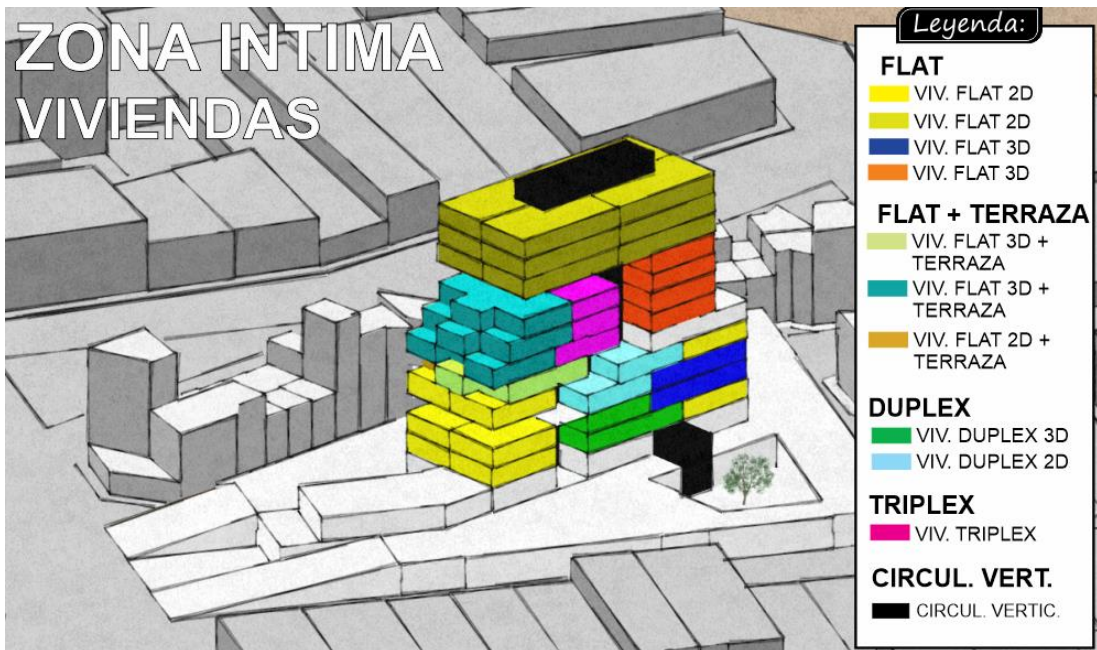 ZONA INTIMA
VIVIENDAS
Leyenda:
FLAT
VIV. FLAT 2D
VIV. FLAT 2D
VIV. FLAT 3D
VIV. FLAT 3D
FLAT + TERRAZA
VIV. FLAT 3D +
TERRAZA
VIV. FLAT 3D +
TERRAZA
VIV. FLAT 2D +
TERRAZA
DUPLEX
VIV. DUPLEX 3D
VIV. DUPLEX 2D
TRIPLEX
VIV. TRIPLEX
CIRCUL. VERT.
CIRCUL. VERTIC.